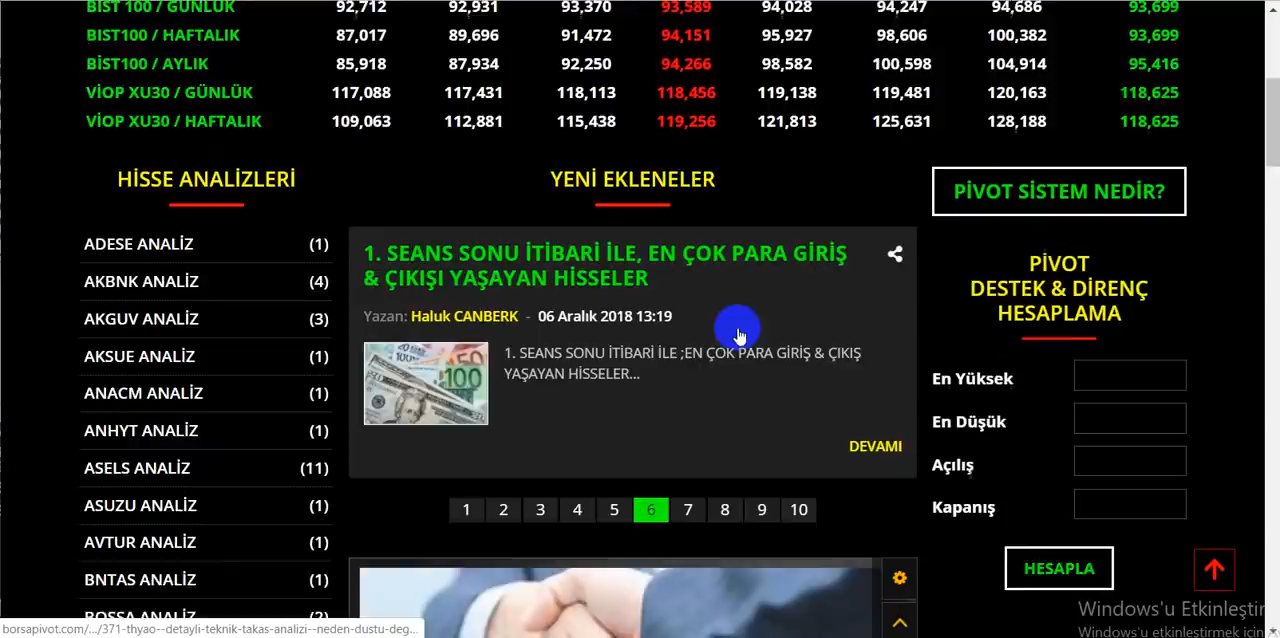 BIST 100 / GÜNLÜK 92,712 92,931 93,370 93,589 94,028 94,247 94,686 93,699
BIST100 / HAFTALIK 87,017 89,696 91,472 94,151 95,927 98,606 100,382 93,699
BİST100 / AYLIK 85,918 87,934 92,250 94,266 98,582 100,598 104,914 95,416
VİOP XU30 / GÜNLÜK 117,088 117,431 118,113 118,456 119,138 119,481 120,163 118,625
VİOP XU30 / HAFTALIK 109,063 112,881 115,438 119,256 121,813 125,631 128,188 118,625
HİSSE ANALİZLERİ
ADESE ANALİZ (1)
AKBNK ANALİZ (4)
AKGUV ANALİZ (3)
AKSUE ANALİZ (1)
ANACM ANALİZ (1)
ANHYT ANALİZ (1)
ASELS ANALİZ (11)
ASUZU ANALİZ (1)
AVTUR ANALİZ (1)
BNTAS ANALİZ (1)
BOSSA ANALİZ (2)
YENİ EKLENELER
1. SEANS SONU İTİBARİ İLE, EN ÇOK PARA GİRİŞ
& ÇIKIŞI YAŞAYAN HİSSELER
Yazan: Haluk CANBERK - 06 Aralık 2018 13:19
1. SEANS SONU İTİBARİ İLE ;EN ÇOK PARA GİRİŞ & ÇIKIŞ
YAŞAYAN HİSSELER...
DEVAMI
1 2 3 4 5 6 7 8 9 10
PİVOT SİSTEM NEDİR?
PİVOT
DESTEK & DİRENÇ
HESAPLAMA
En Yüksek
En Düşük
Açılış
Kapanış
HESAPLA
Windows'u Etkinleştir
Windows'u etkinleştirmek için
borsapivot.com/.../371-thyao--detayli-teknik-takas-analizi--neden-dustu-deg...